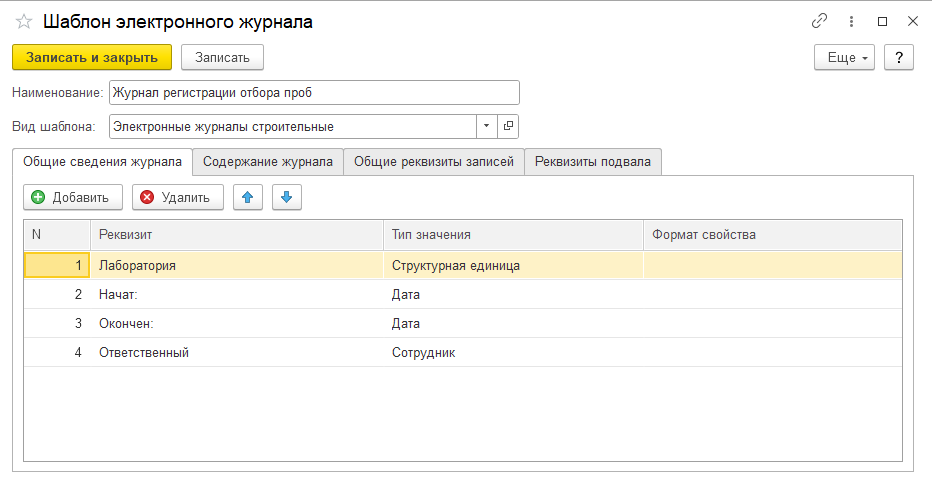 Шаблон электронного журнала
Записать и закрыть Записать Еще ?
Наименование: Журнал регистрации отбора проб
Вид шаблона: Электронные журналы строительные
Общие сведения журнала Содержание журнала Общие реквизиты записей Реквизиты подвала
Добавить Удалить
N Реквизит Тип значения Формат свойства
1 Лаборатория Структурная единица
2 Начат: Дата
3 Окончен: Дата
4 Ответственный Сотрудник